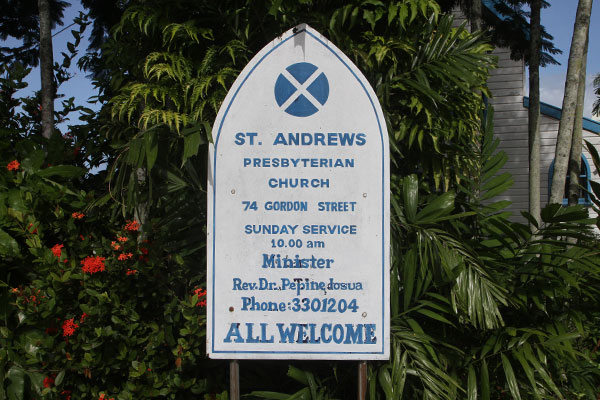 ST. ANDREWS
PRESBYTERIAN
CHURCH
74 GORDON STREET
SUNDAY SERVICE
10.00 am
Minister
Rev. Dr. Pepine Josua
Phone: 3301204
ALL WELCOME